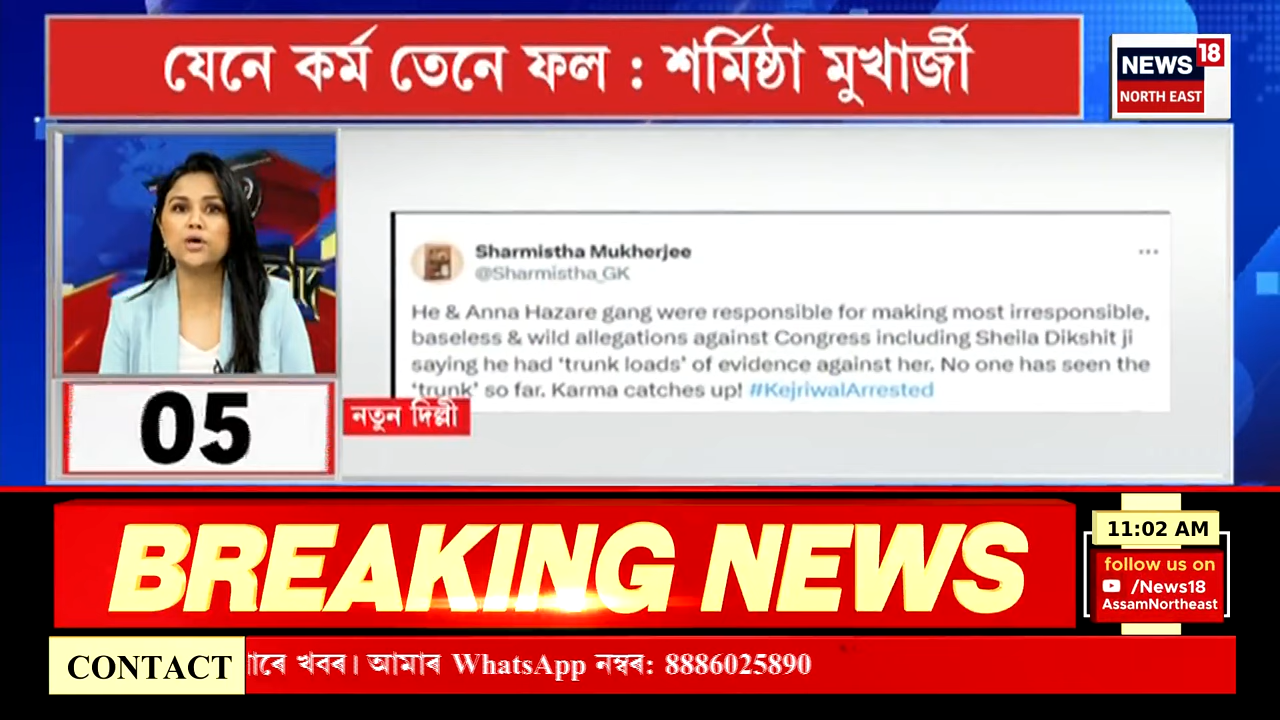 যেনে কৰ্ম তেনে ফল : শৰ্মিষ্ঠা মুখাৰ্জী
NEWS 18
NORTH EAST
Sharmistha Mukherjee
@Sharmistha_GK
He & Anna Hazare gang were responsible for making most irresponsible,
baseless & wild allegations against Congress including Sheila Dikshit ji
saying he had ‘trunk loads’ of evidence against her. No one has seen the
‘trunk’ so far. Karma catches up! #KejriwalArrested
05
নতুন দিল্লী
BREAKING NEWS
11:02 AM
follow us on
/News18
AssamNortheast
CONTACT
খবৰ। আমাৰ WhatsApp নম্বৰ: 8886025890